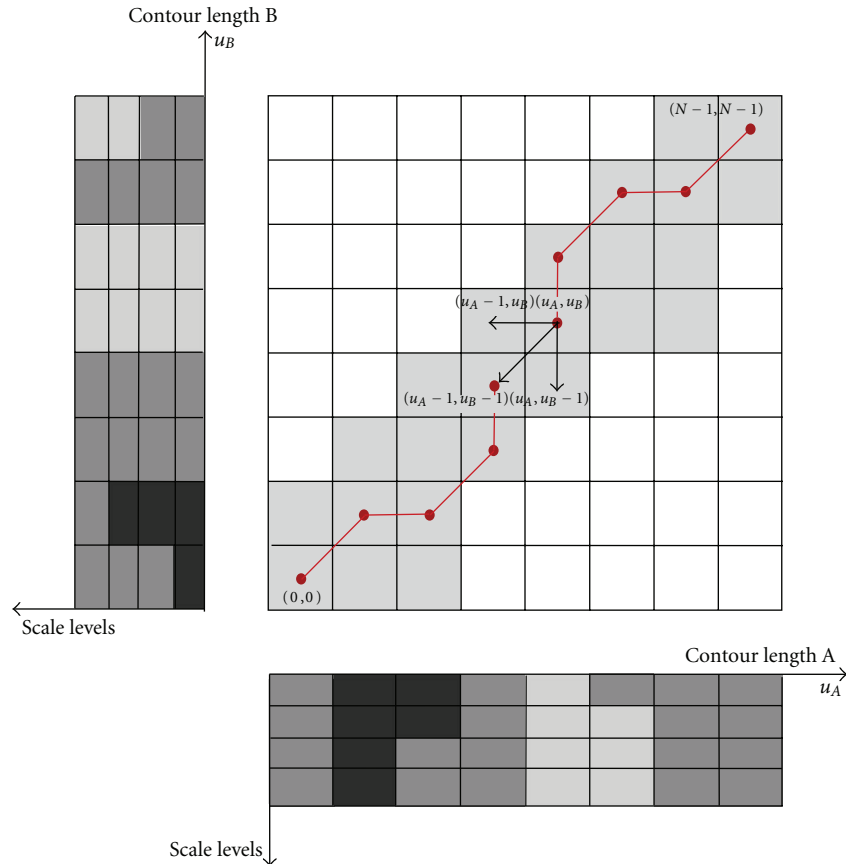 Contour length B
u_B
(N − 1, N − 1)
(u_A − 1, u_B)(u_A, u_B)
(u_A − 1, u_B − 1)(u_A, u_B − 1)
(0,0)
Scale levels
Contour length A
u_A
Scale levels